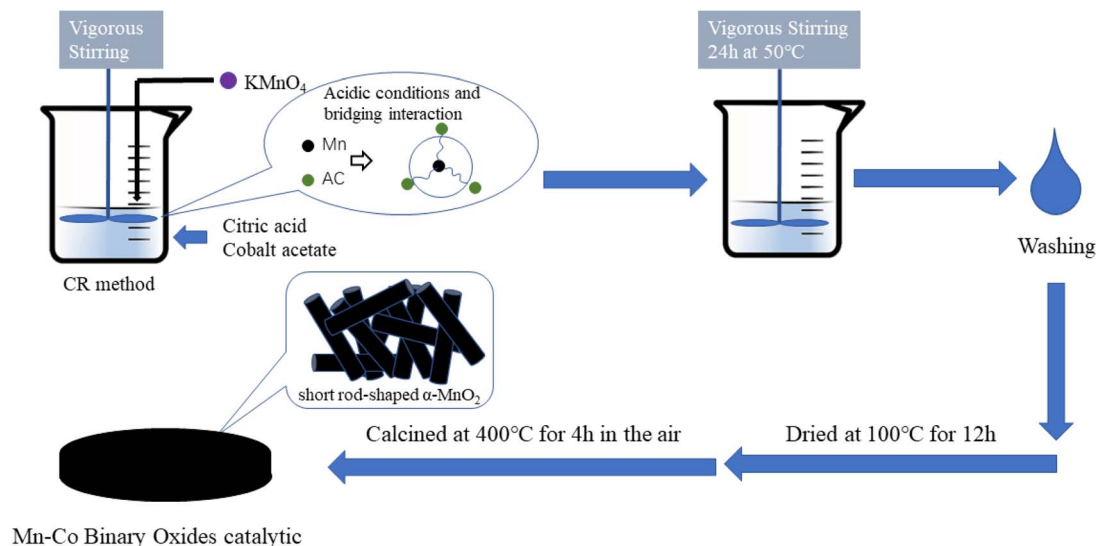 Vigorous
Stirring
KMnO₄
Acidic conditions and
bridging interaction
Mn
AC
Citric acid
Cobalt acetate
CR method
Vigorous Stirring
24h at 50℃
Washing
Dried at 100℃ for 12h
Calcined at 400℃ for 4h in the air
short rod-shaped α-MnO₂
Mn-Co Binary Oxides catalytic